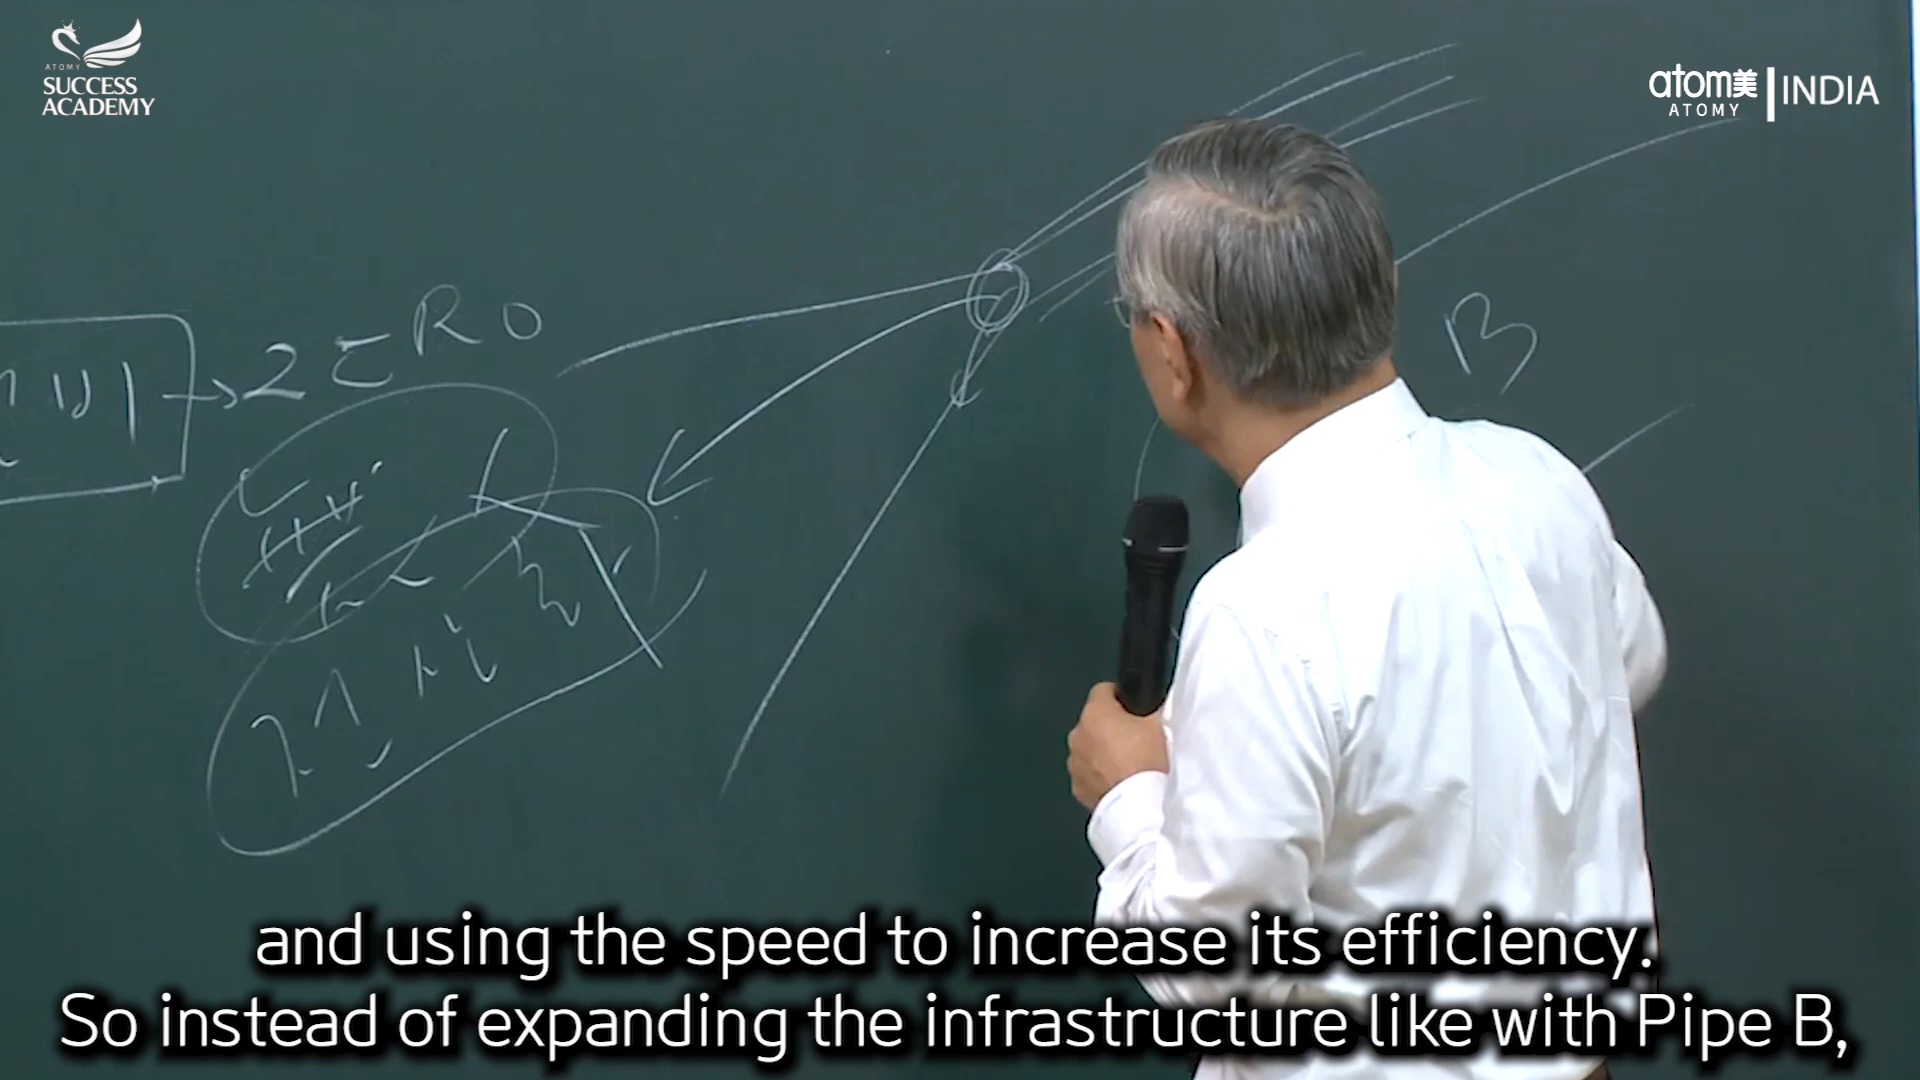 ATOMY
SUCCESS
ACADEMY
atom美 | INDIA
ATOMY
→ ZERO
B
and using the speed to increase its efficiency.
So instead of expanding the infrastructure like with Pipe B,